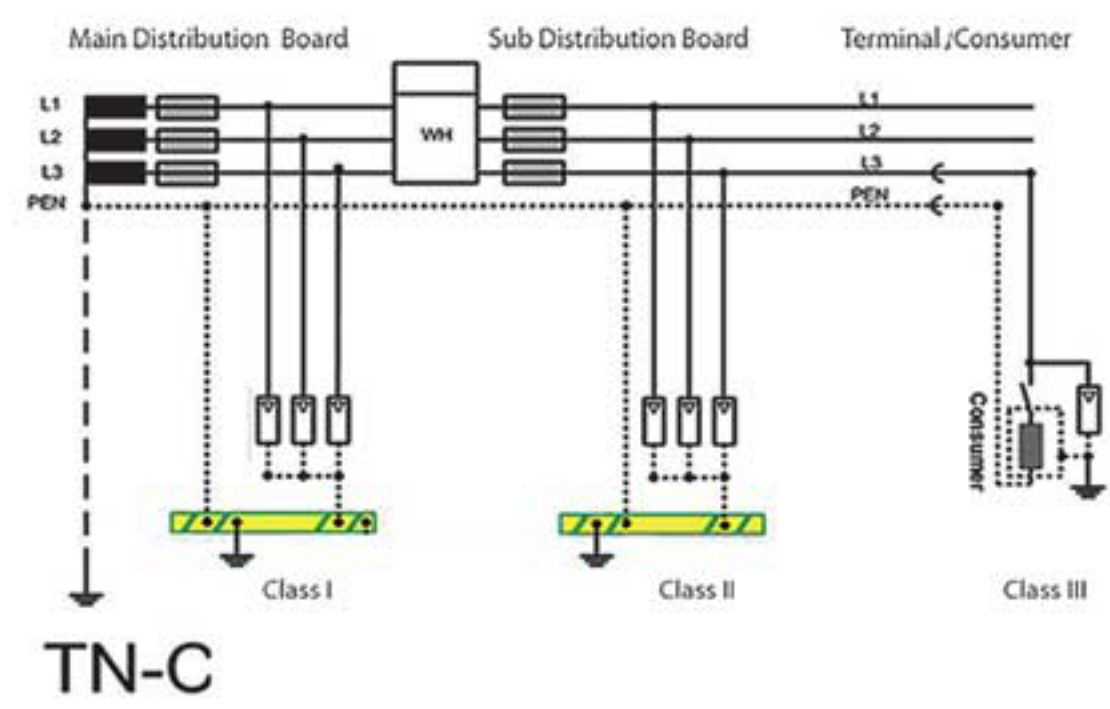 Main Distribution Board
Sub Distribution Board
Terminal /Consumer
L1
L1
L2
WH
L2
L3
L3
PEN
PEN
Consumer
Class I
Class II
Class III
TN-C